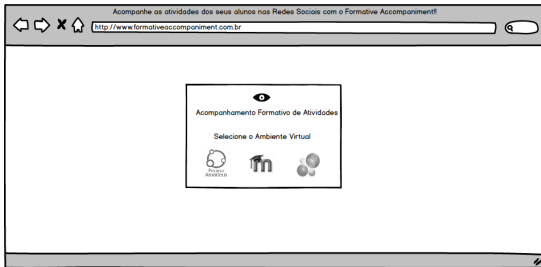 Acompanhe as atividades dos seus alunos nas Redes Sociais com o Formative Accompaniment!!
http://www.formativeaccompaniment.com.br
Acompanhamento Formativo de Atividades
Selecione o Ambiente Virtual
Projeto
Amadeus
m